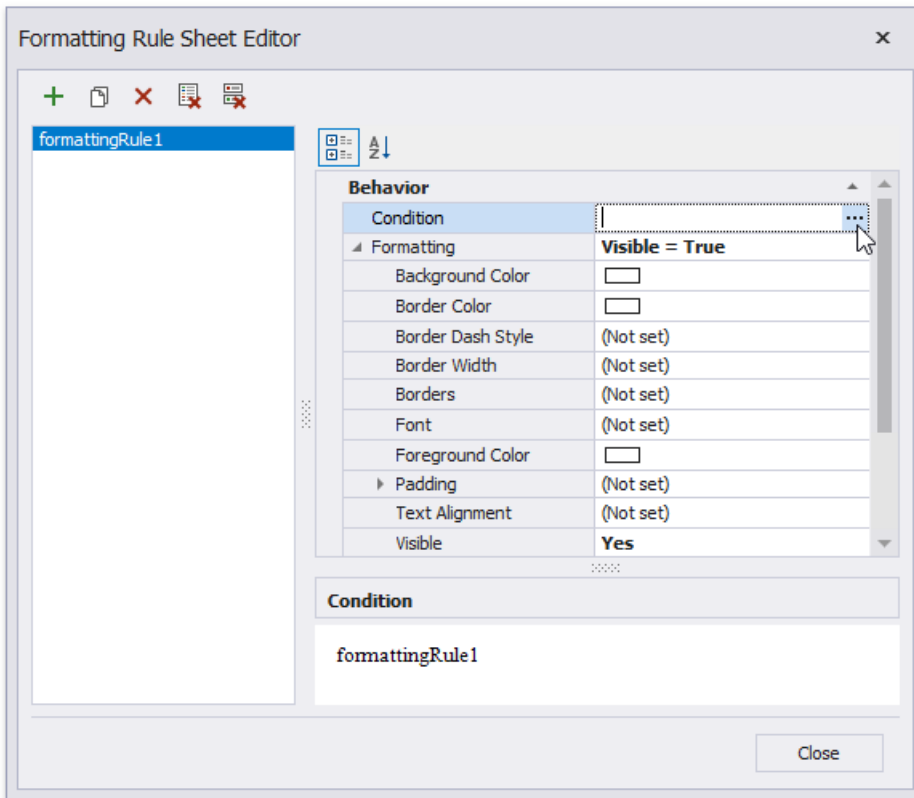 Formatting Rule Sheet Editor
formattingRule1
Behavior
Condition
Formatting Visible = True
Background Color
Border Color
Border Dash Style (Not set)
Border Width (Not set)
Borders (Not set)
Font (Not set)
Foreground Color
Padding (Not set)
Text Alignment (Not set)
Visible Yes
Condition
formattingRule1
Close